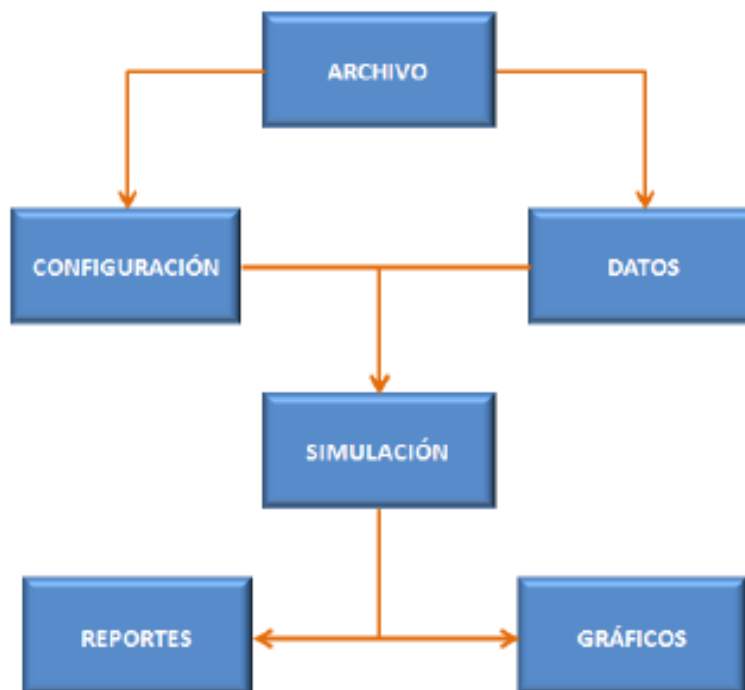 ARCHIVO
CONFIGURACIÓN
DATOS
SIMULACIÓN
REPORTES
GRÁFICOS